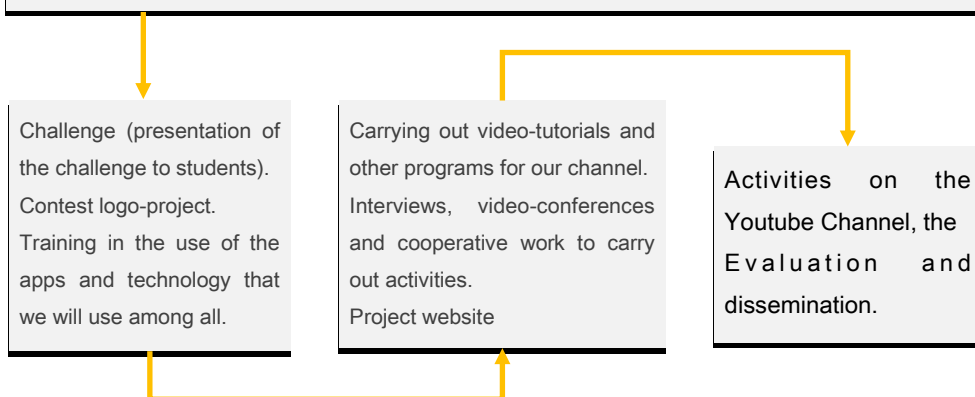 Challenge (presentation of
the challenge to students).
Contest logo-project.
Training in the use of the
apps and technology that
we will use among all.
Carrying out video-tutorials and
other programs for our channel.
Interviews, video-conferences
and cooperative work to carry
out activities.
Project website
Activities on the
Youtube Channel, the
Evaluation and
dissemination.